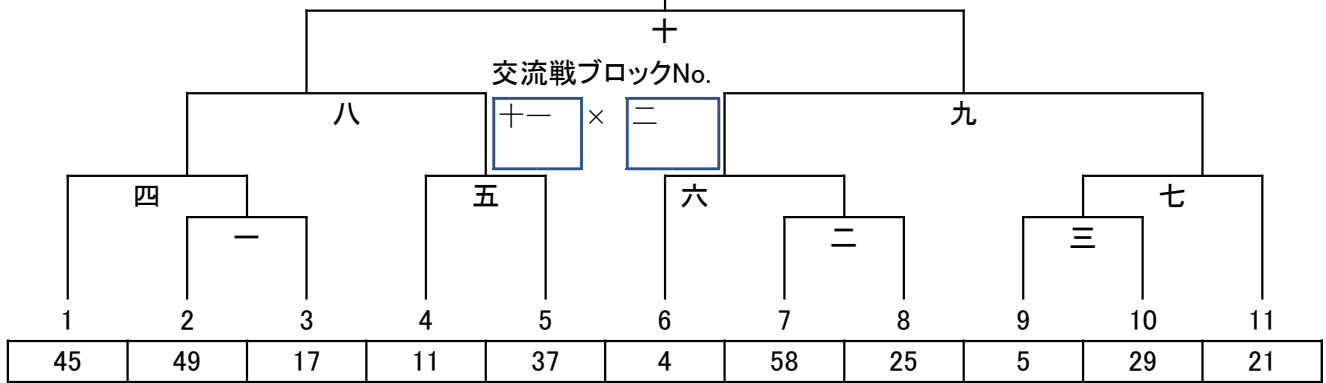 十
交流戦ブロックNo.
八 十一 × 二 九
四 五 六 七
一 二 三
1 2 3 4 5 6 7 8 9 10 11
45 49 17 11 37 4 58 25 5 29 21